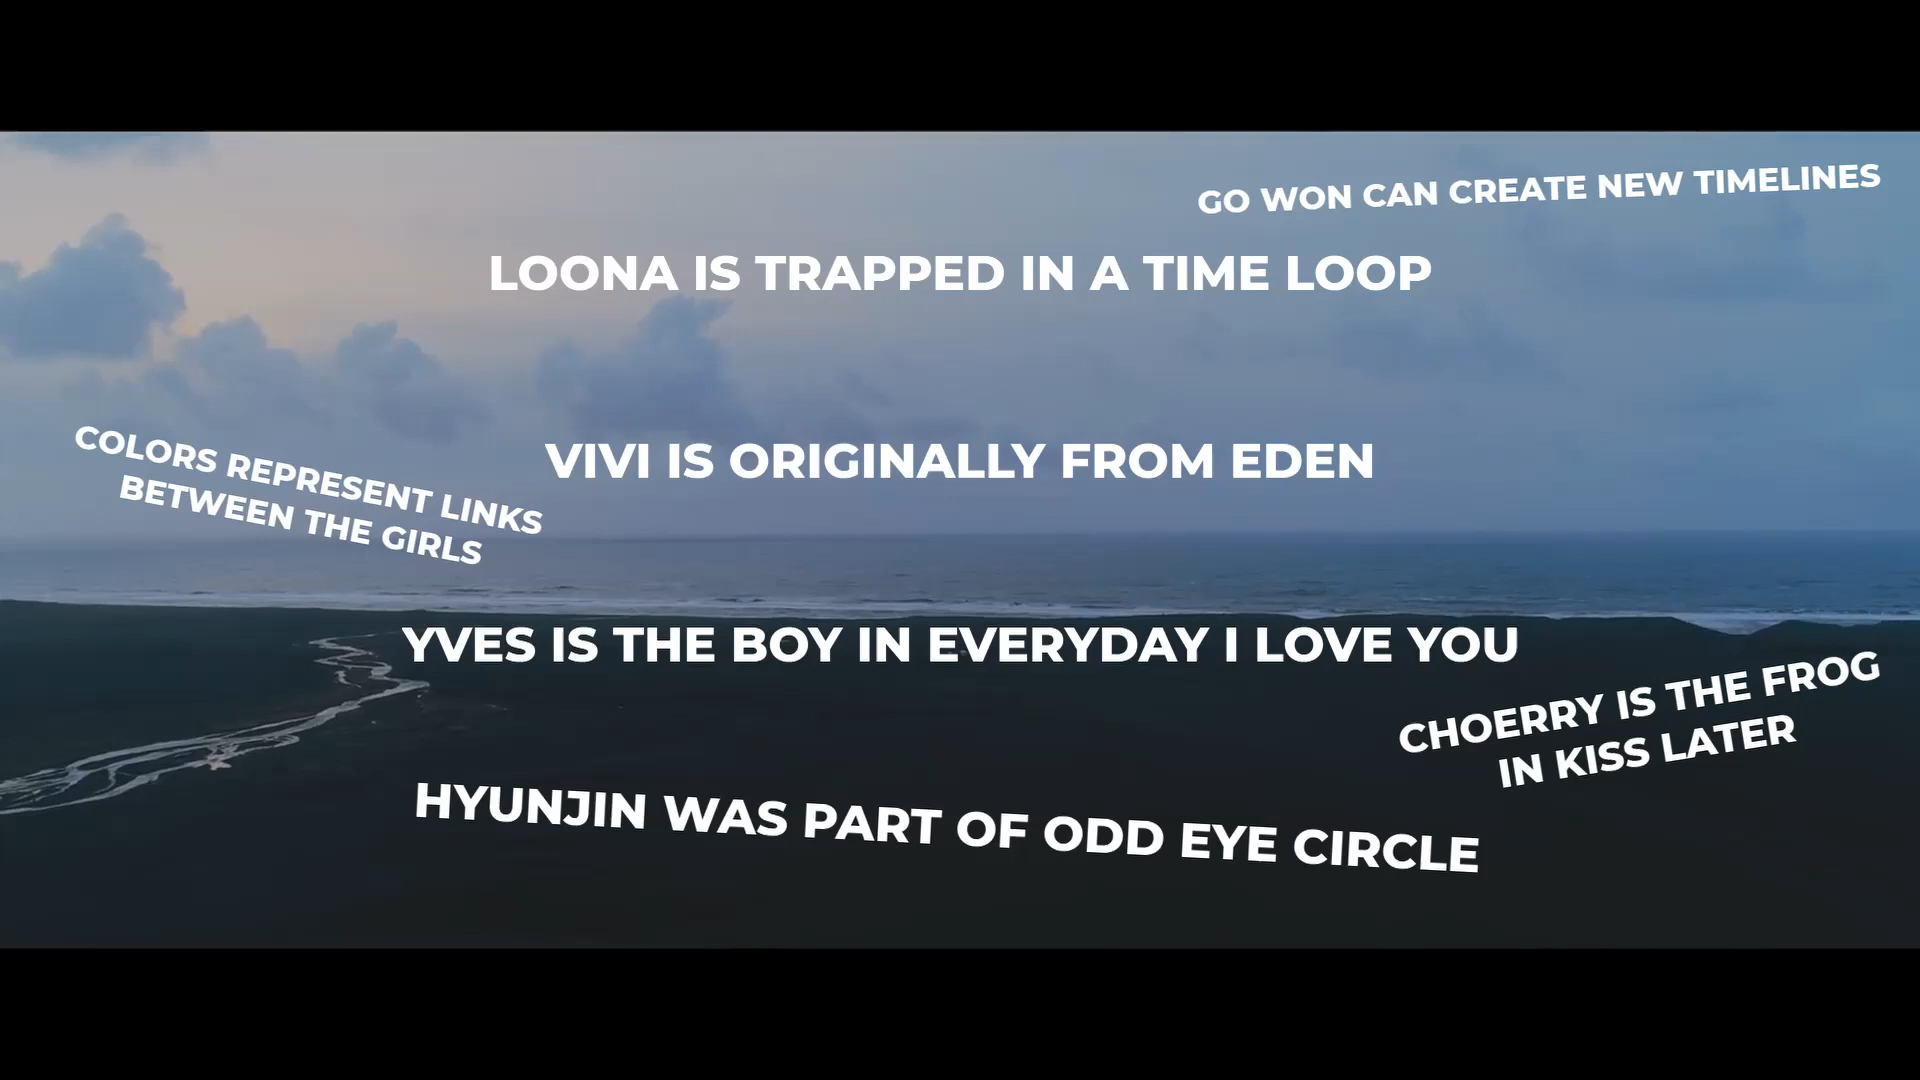 GO WON CAN CREATE NEW TIMELINES
LOONA IS TRAPPED IN A TIME LOOP
COLORS REPRESENT LINKS
BETWEEN THE GIRLS
VIVI IS ORIGINALLY FROM EDEN
YVES IS THE BOY IN EVERYDAY I LOVE YOU
CHOERRY IS THE FROG
IN KISS LATER
HYUNJIN WAS PART OF ODD EYE CIRCLE